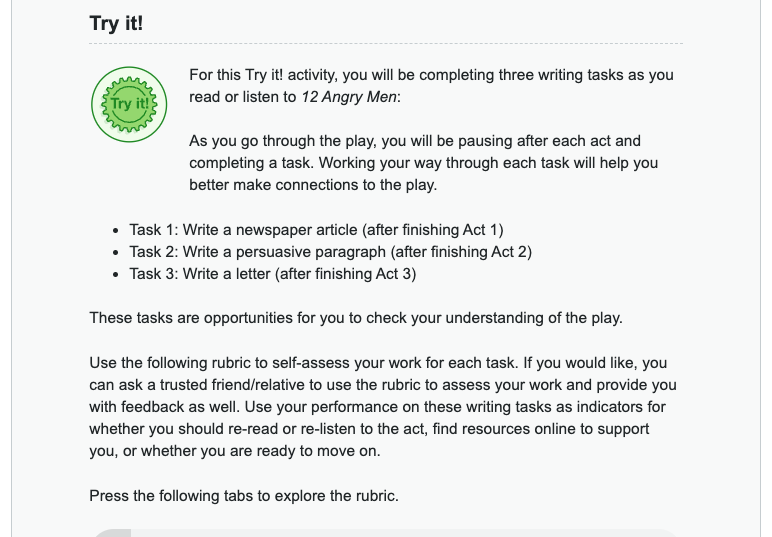 Try it!
Try it!
For this Try it! activity, you will be completing three writing tasks as you
read or listen to 12 Angry Men:
As you go through the play, you will be pausing after each act and
completing a task. Working your way through each task will help you
better make connections to the play.
• Task 1: Write a newspaper article (after finishing Act 1)
• Task 2: Write a persuasive paragraph (after finishing Act 2)
• Task 3: Write a letter (after finishing Act 3)
These tasks are opportunities for you to check your understanding of the play.
Use the following rubric to self-assess your work for each task. If you would like, you
can ask a trusted friend/relative to use the rubric to assess your work and provide you
with feedback as well. Use your performance on these writing tasks as indicators for
whether you should re-read or re-listen to the act, find resources online to support
you, or whether you are ready to move on.
Press the following tabs to explore the rubric.